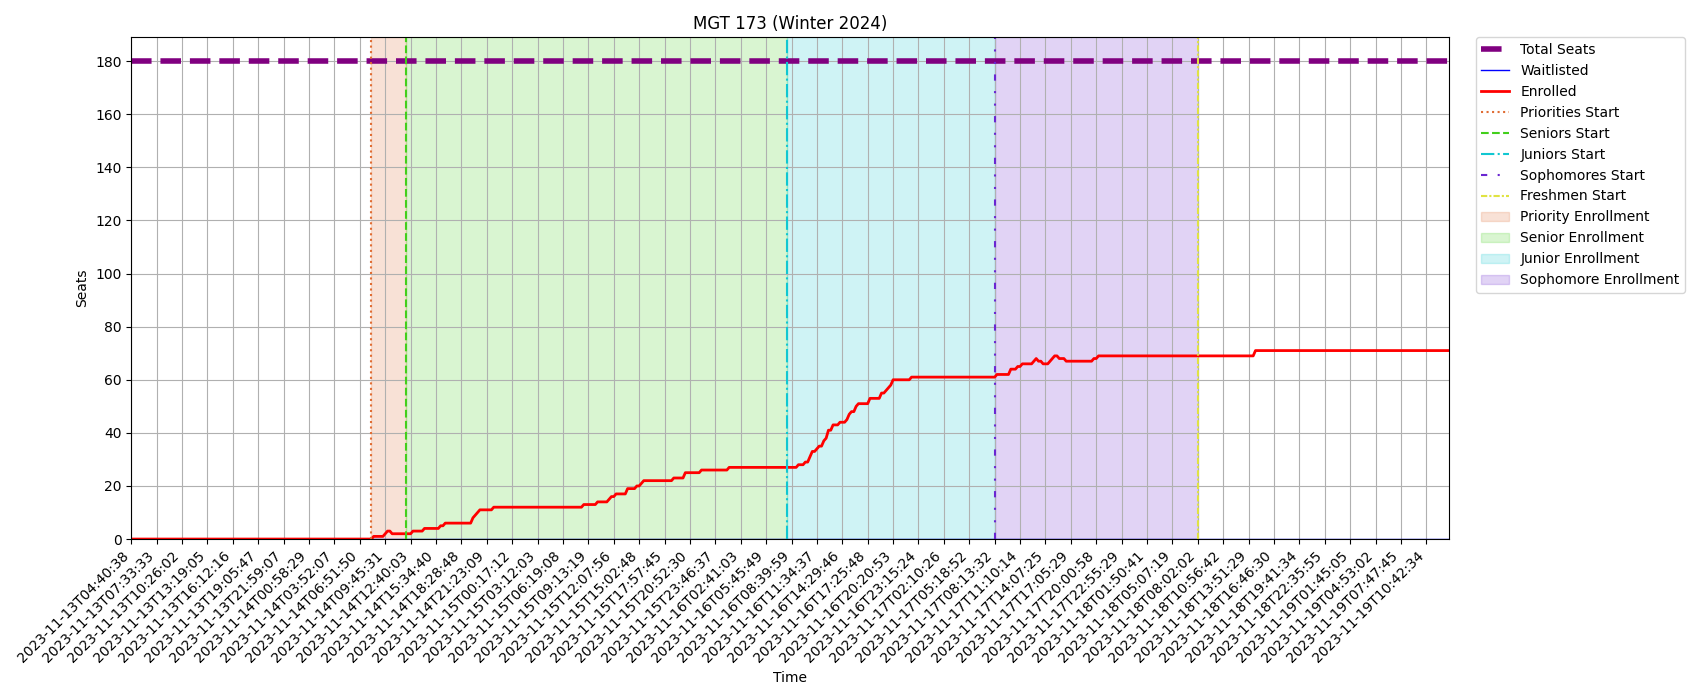 MGT 173 (Winter 2024)
Seats
180
160
140
120
100
80
60
40
20
0
2023-11-13T04:40:38
2023-11-13T07:33:33
2023-11-13T10:26:02
2023-11-13T13:19:05
2023-11-13T16:12:16
2023-11-13T19:05:47
2023-11-13T21:59:07
2023-11-14T00:58:29
2023-11-14T03:52:07
2023-11-14T06:51:50
2023-11-14T09:45:31
2023-11-14T12:40:03
2023-11-14T15:34:40
2023-11-14T18:28:48
2023-11-14T21:23:09
2023-11-15T00:17:12
2023-11-15T03:12:03
2023-11-15T06:19:08
2023-11-15T09:13:19
2023-11-15T12:07:56
2023-11-15T15:02:48
2023-11-15T17:57:45
2023-11-15T20:52:30
2023-11-15T23:46:37
2023-11-16T02:41:03
2023-11-16T05:45:49
2023-11-16T08:39:59
2023-11-16T11:34:37
2023-11-16T14:29:46
2023-11-16T17:25:48
2023-11-16T20:20:53
2023-11-16T23:15:24
2023-11-17T02:10:26
2023-11-17T05:18:52
2023-11-17T08:13:32
2023-11-17T11:10:14
2023-11-17T14:07:25
2023-11-17T17:05:29
2023-11-17T20:00:58
2023-11-17T22:55:29
2023-11-18T01:50:41
2023-11-18T05:07:19
2023-11-18T08:02:02
2023-11-18T10:56:42
2023-11-18T13:51:29
2023-11-18T16:46:30
2023-11-18T19:41:34
2023-11-18T22:35:55
2023-11-19T01:45:05
2023-11-19T04:53:02
2023-11-19T07:47:45
2023-11-19T10:42:34
Time
Total Seats
Waitlisted
Enrolled
Priorities Start
Seniors Start
Juniors Start
Sophomores Start
Freshmen Start
Priority Enrollment
Senior Enrollment
Junior Enrollment
Sophomore Enrollment